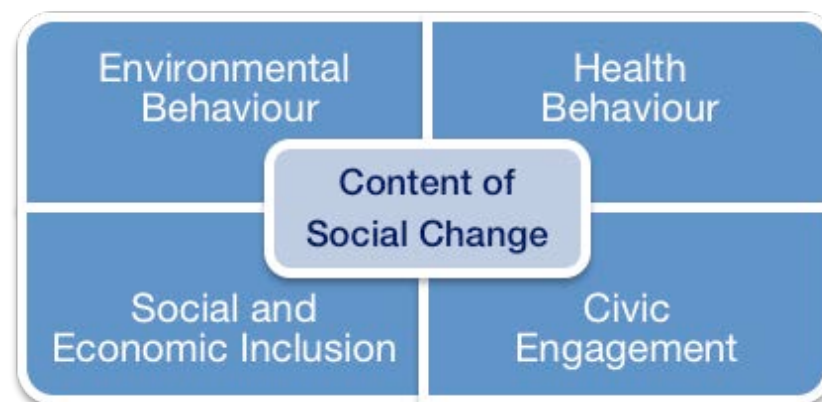 Environmental
Behaviour
Health
Behaviour
Content of
Social Change
Social and
Economic Inclusion
Civic
Engagement